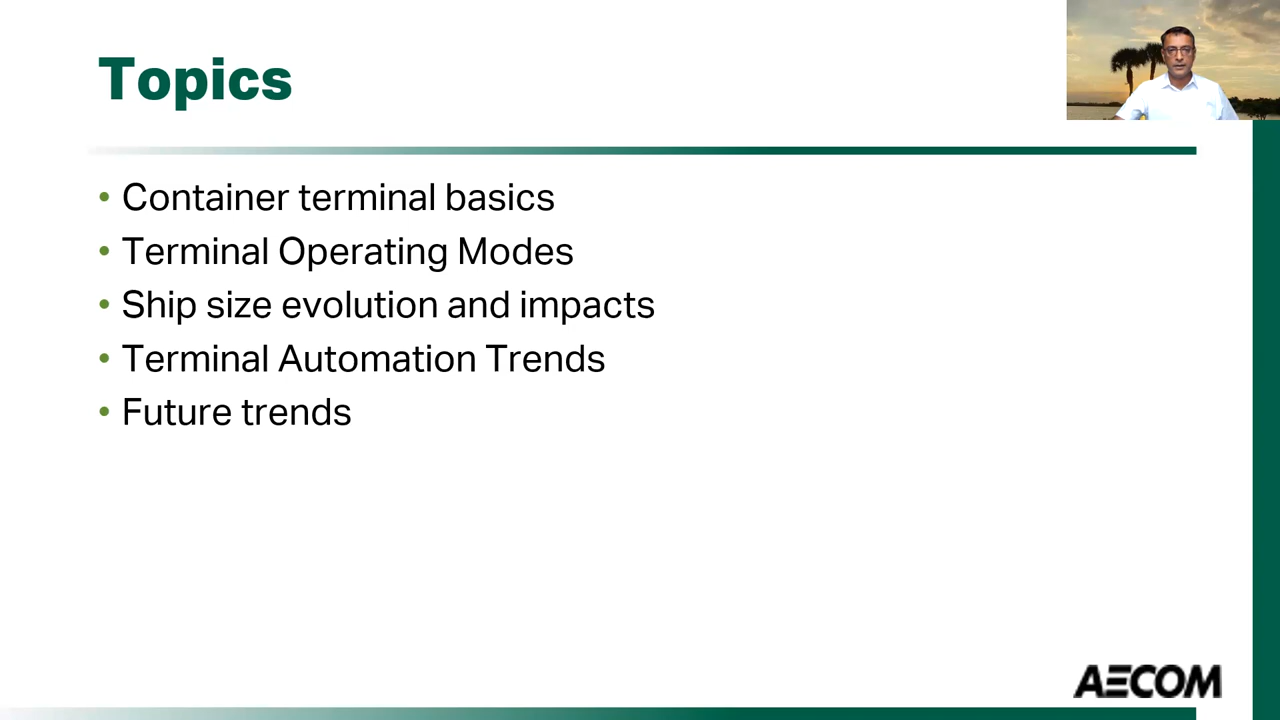 Topics
• Container terminal basics
• Terminal Operating Modes
• Ship size evolution and impacts
• Terminal Automation Trends
• Future trends
AECOM